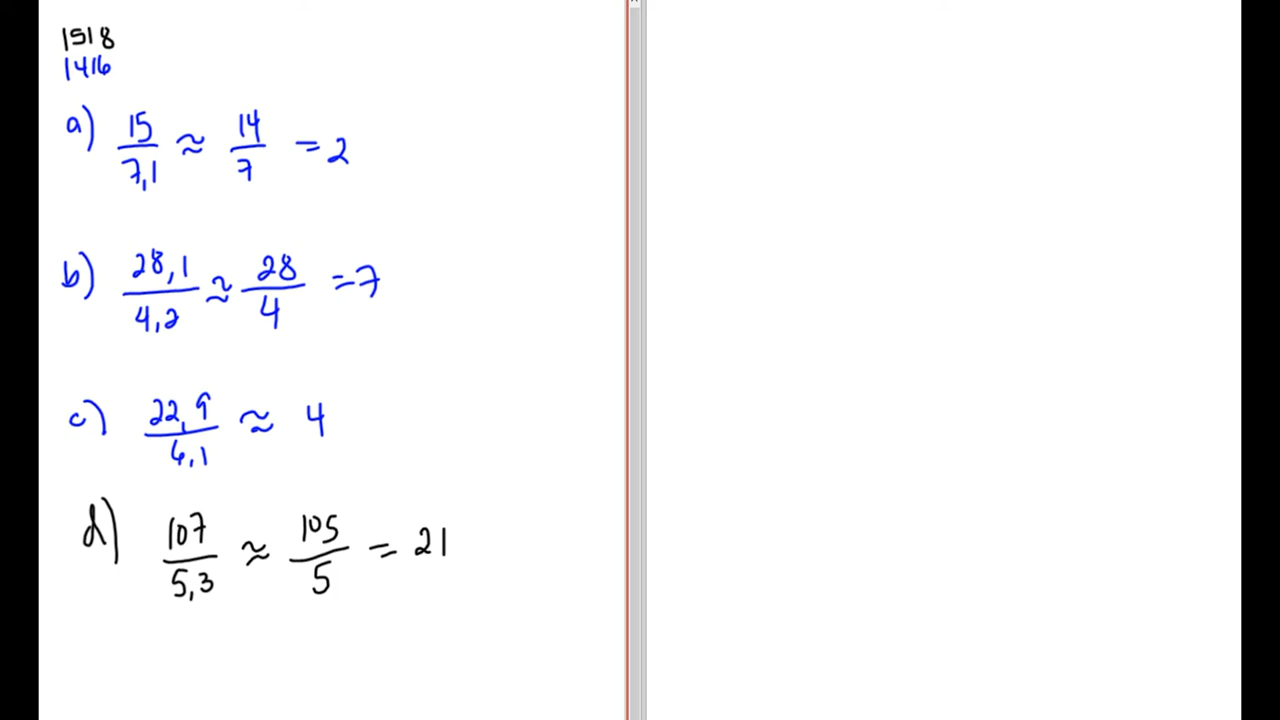 1518
1416
a) 15/7,1 ≈ 14/7 = 2
b) 28,1/4,2 ≈ 28/4 = 7
c) 22,9/6,1 ≈ 4
d) 107/5,3 ≈ 105/5 = 21